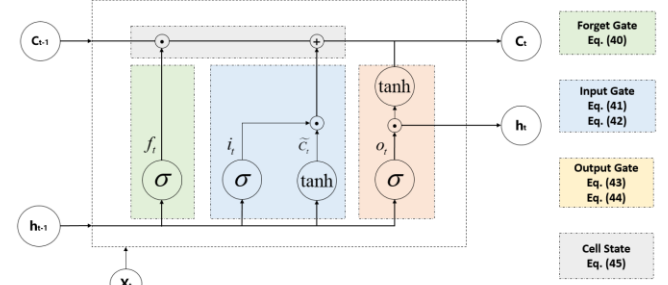 Cₜ₋₁
Cₜ
Forget Gate
Eq. (40)
tanh
Input Gate
Eq. (41)
Eq. (42)
hₜ
fₜ
iₜ
c̃ₜ
oₜ
σ
σ
tanh
σ
Output Gate
Eq. (43)
Eq. (44)
hₜ₋₁
Cell State
Eq. (45)
Xₜ